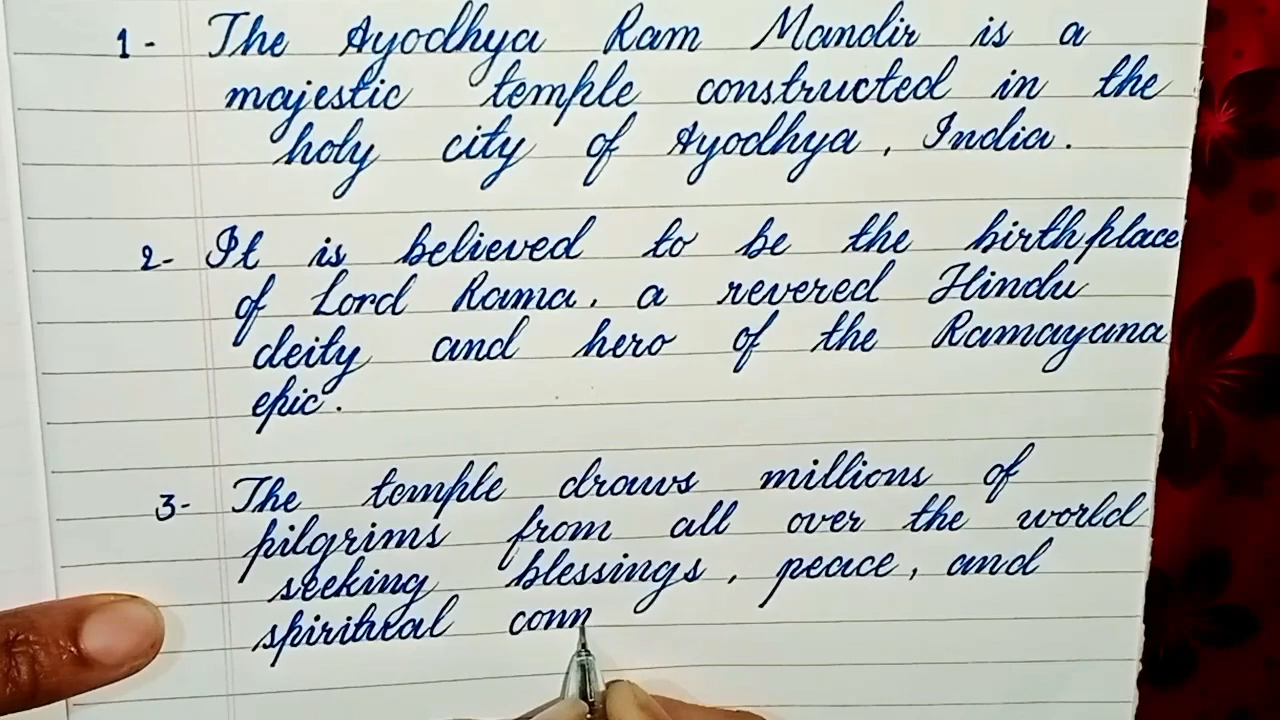 1- The Ayodhya Ram Mandir is a
majestic temple constructed in the
holy city of Ayodhya, India.
2- It is believed to be the birthplace
of Lord Rama, a revered Hindu
deity and hero of the Ramayana
epic.
3- The temple draws millions of
pilgrims from all over the world
seeking blessings, peace, and
spiritual conn